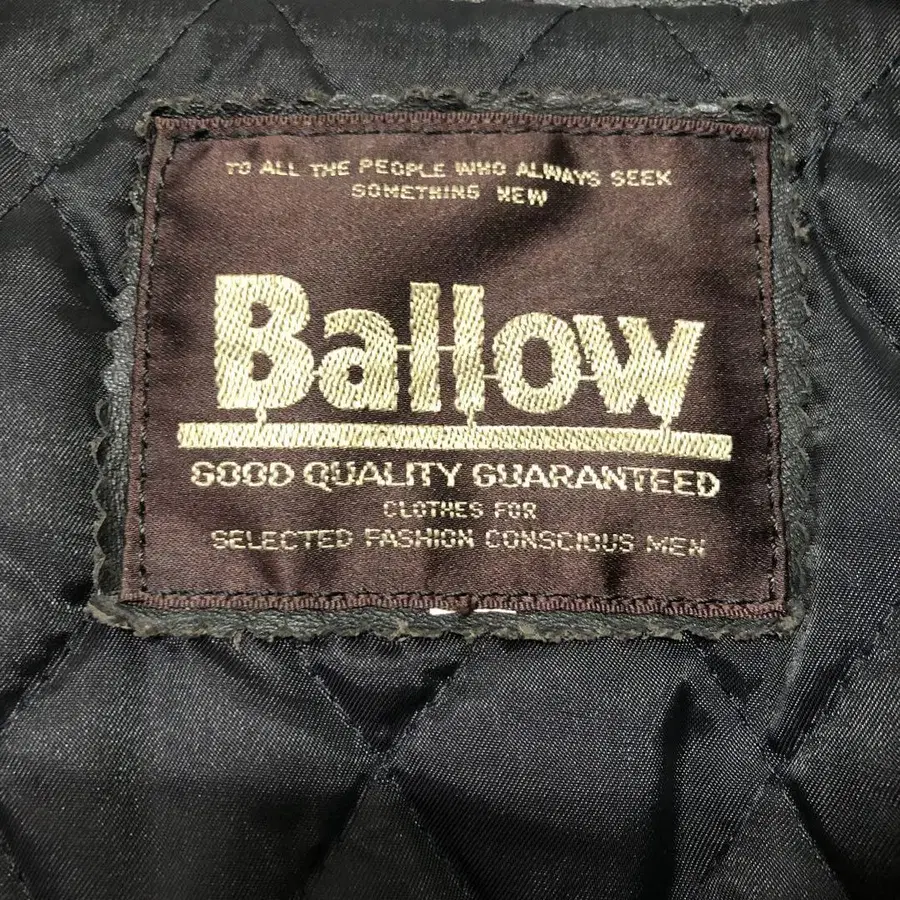 TO ALL THE PEOPLE WHO ALWAYS SEEK
SOMETHING NEW
Ballow
GOOD QUALITY GUARANTEED
CLOTHES FOR
SELECTED FASHION CONSCIOUS MEN